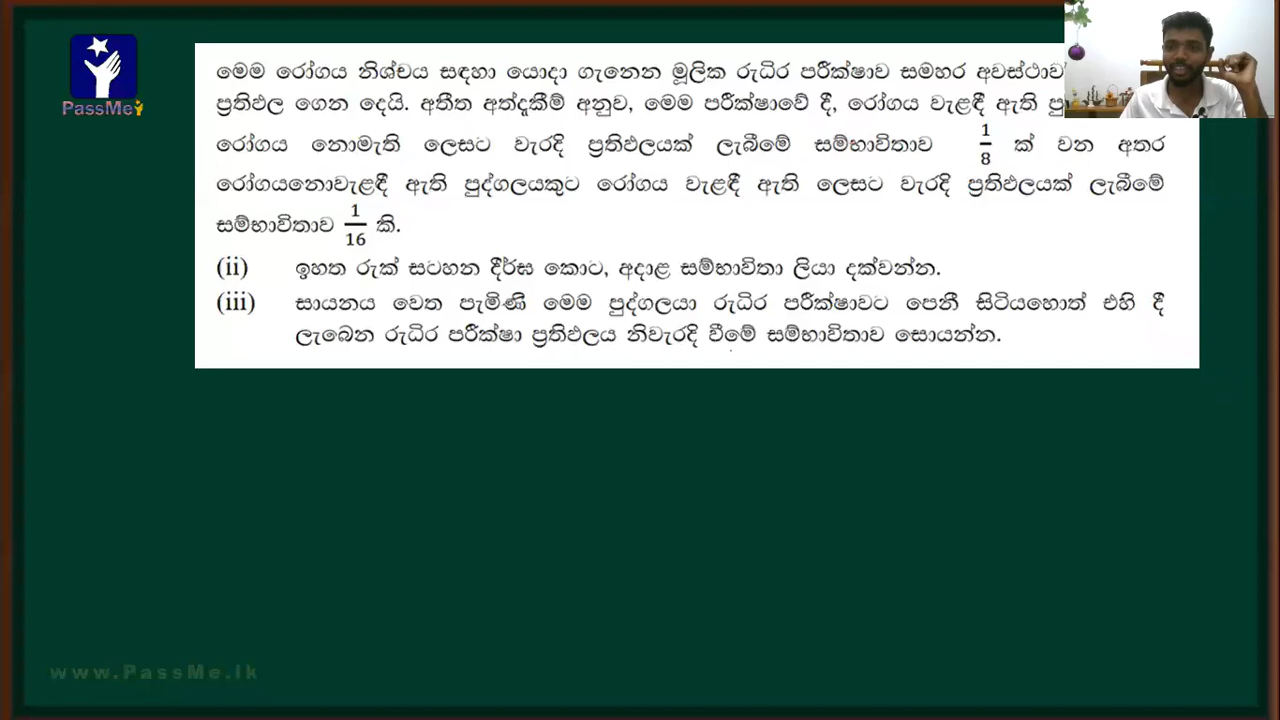 PassMe
මෙම රෝගය නිශ්චය සඳහා යොදා ගැනෙන මූලික රුධිර පරීක්ෂාව සමහර
ප්‍රතිඵල ගෙන දෙයි. අතීත අත්දැකීම් අනුව, මෙම පරීක්ෂාවේ දී, රෝගය වැළඳී ඇති
රෝගය නොමැති ලෙසට වැරදි ප්‍රතිඵලයක් ලැබීමේ සම්භාවිතාව 1/8 ක් වන අතර
රෝගයනොවැළඳී ඇති පුද්ගලයකුට රෝගය වැළඳී ඇති ලෙසට වැරදි ප්‍රතිඵලයක් ලැබීමේ
සම්භාවිතාව 1/16 කි.
(ii) ඉහත රුක් සටහන දීර්ඝ කොට, අදාළ සම්භාවිතා ලියා දක්වන්න.
(iii) සායනය වෙත පැමිණි මෙම පුද්ගලයා රුධිර පරීක්ෂාවට පෙනී සිටියහොත් එහි දී
ලැබෙන රුධිර පරීක්ෂා ප්‍රතිඵලය නිවැරදි වීමේ සම්භාවිතාව සොයන්න.
www.PassMe.lk